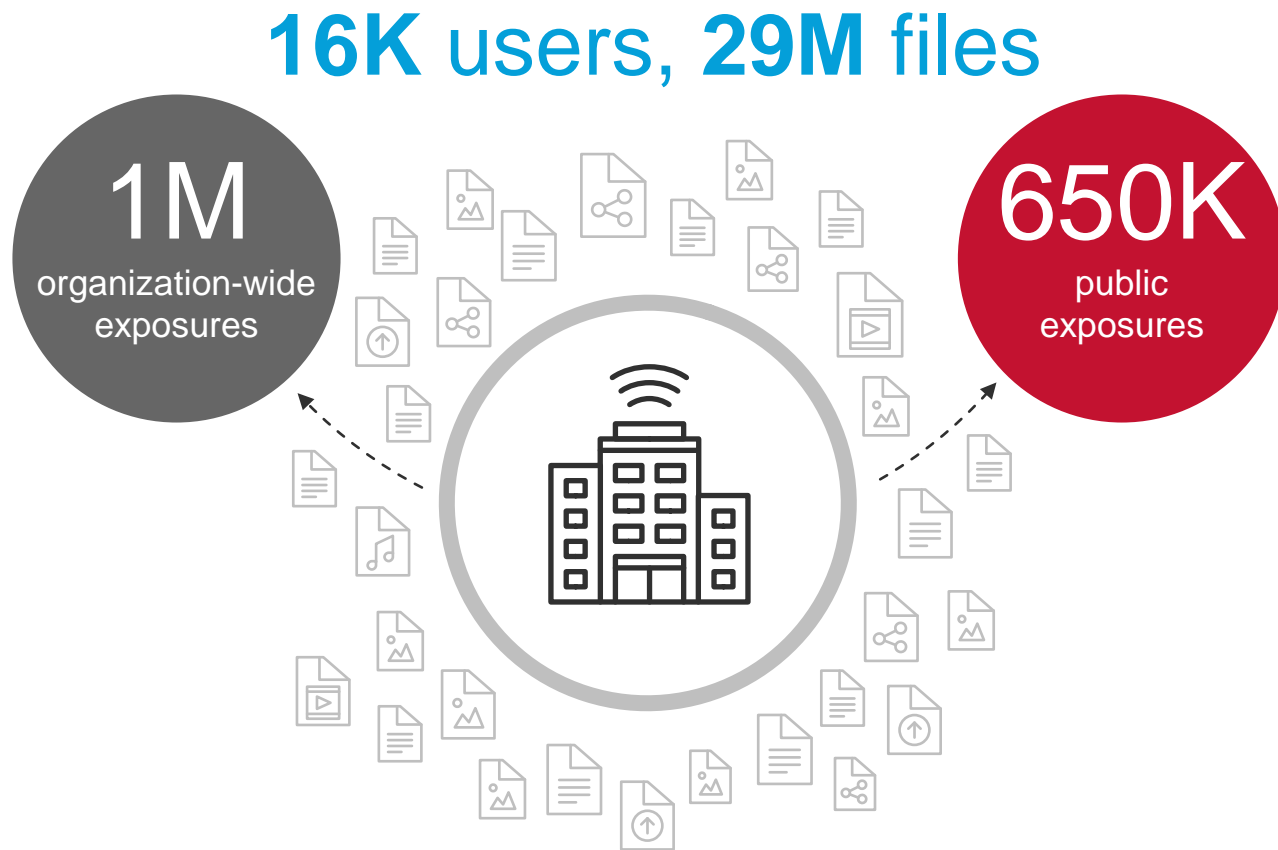 16K users, 29M files
1M
organization-wide
exposures
650K
public
exposures